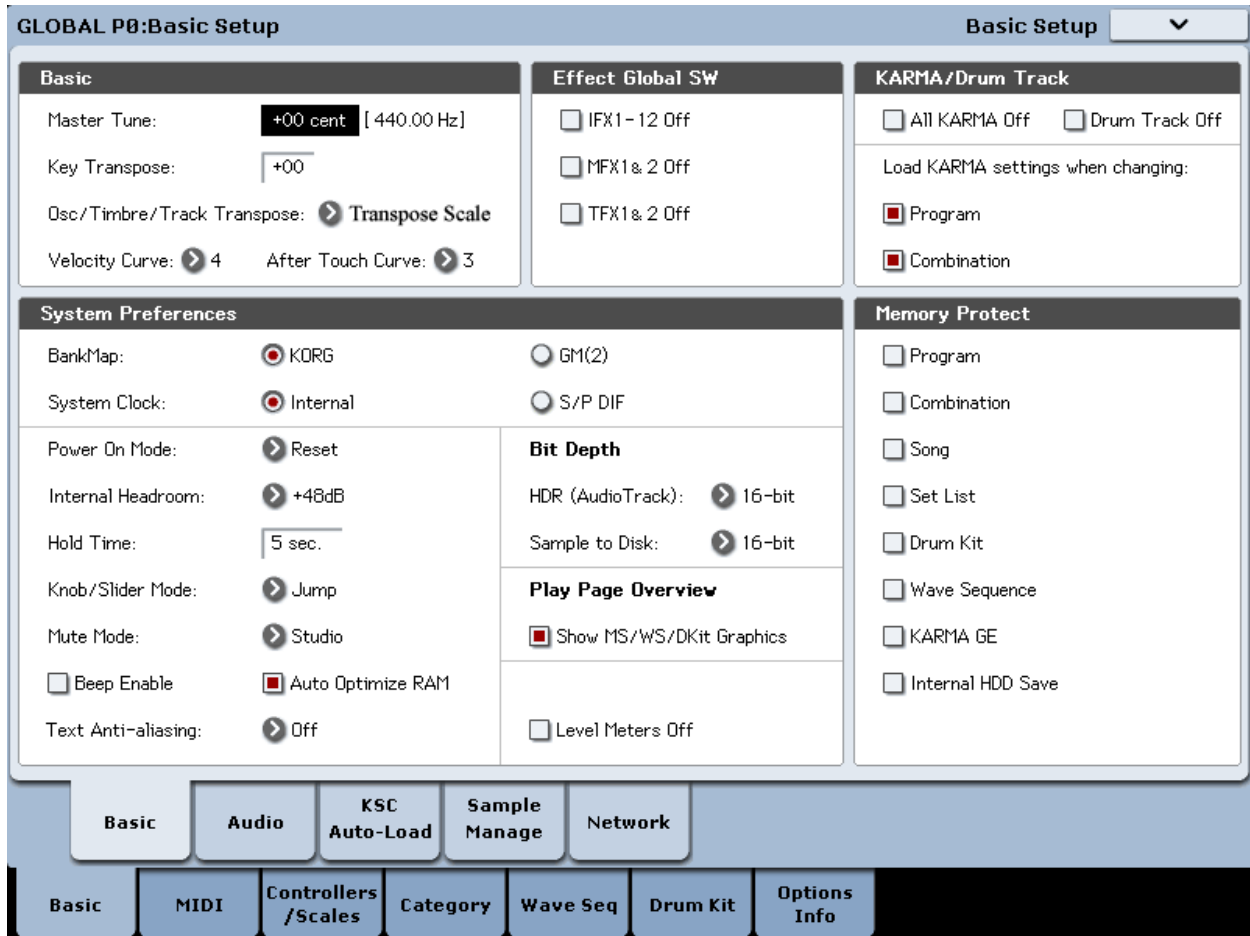 GLOBAL P0:Basic Setup
Basic Setup
Basic
Master Tune: +00 cent [440.00 Hz]
Key Transpose: +00
Osc/Timbre/Track Transpose: Transpose Scale
Velocity Curve: 4 After Touch Curve: 3
Effect Global SW
IFX1-12 Off
MFX1& 2 Off
TFX1& 2 Off
KARMA/Drum Track
All KARMA Off Drum Track Off
Load KARMA settings when changing:
Program
Combination
System Preferences
BankMap: KORG GM(2)
System Clock: Internal S/P DIF
Power On Mode: Reset
Internal Headroom: +48dB
Hold Time: 5 sec.
Knob/Slider Mode: Jump
Mute Mode: Studio
Beep Enable Auto Optimize RAM
Text Anti-aliasing: Off
Bit Depth
HDR (AudioTrack): 16-bit
Sample to Disk: 16-bit
Play Page Overview
Show MS/WS/DKit Graphics
Level Meters Off
Memory Protect
Program
Combination
Song
Set List
Drum Kit
Wave Sequence
KARMA GE
Internal HDD Save
Basic
Audio
KSC
Auto-Load
Sample
Manage
Network
Basic
MIDI
Controllers
/Scales
Category
Wave Seq
Drum Kit
Options
Info